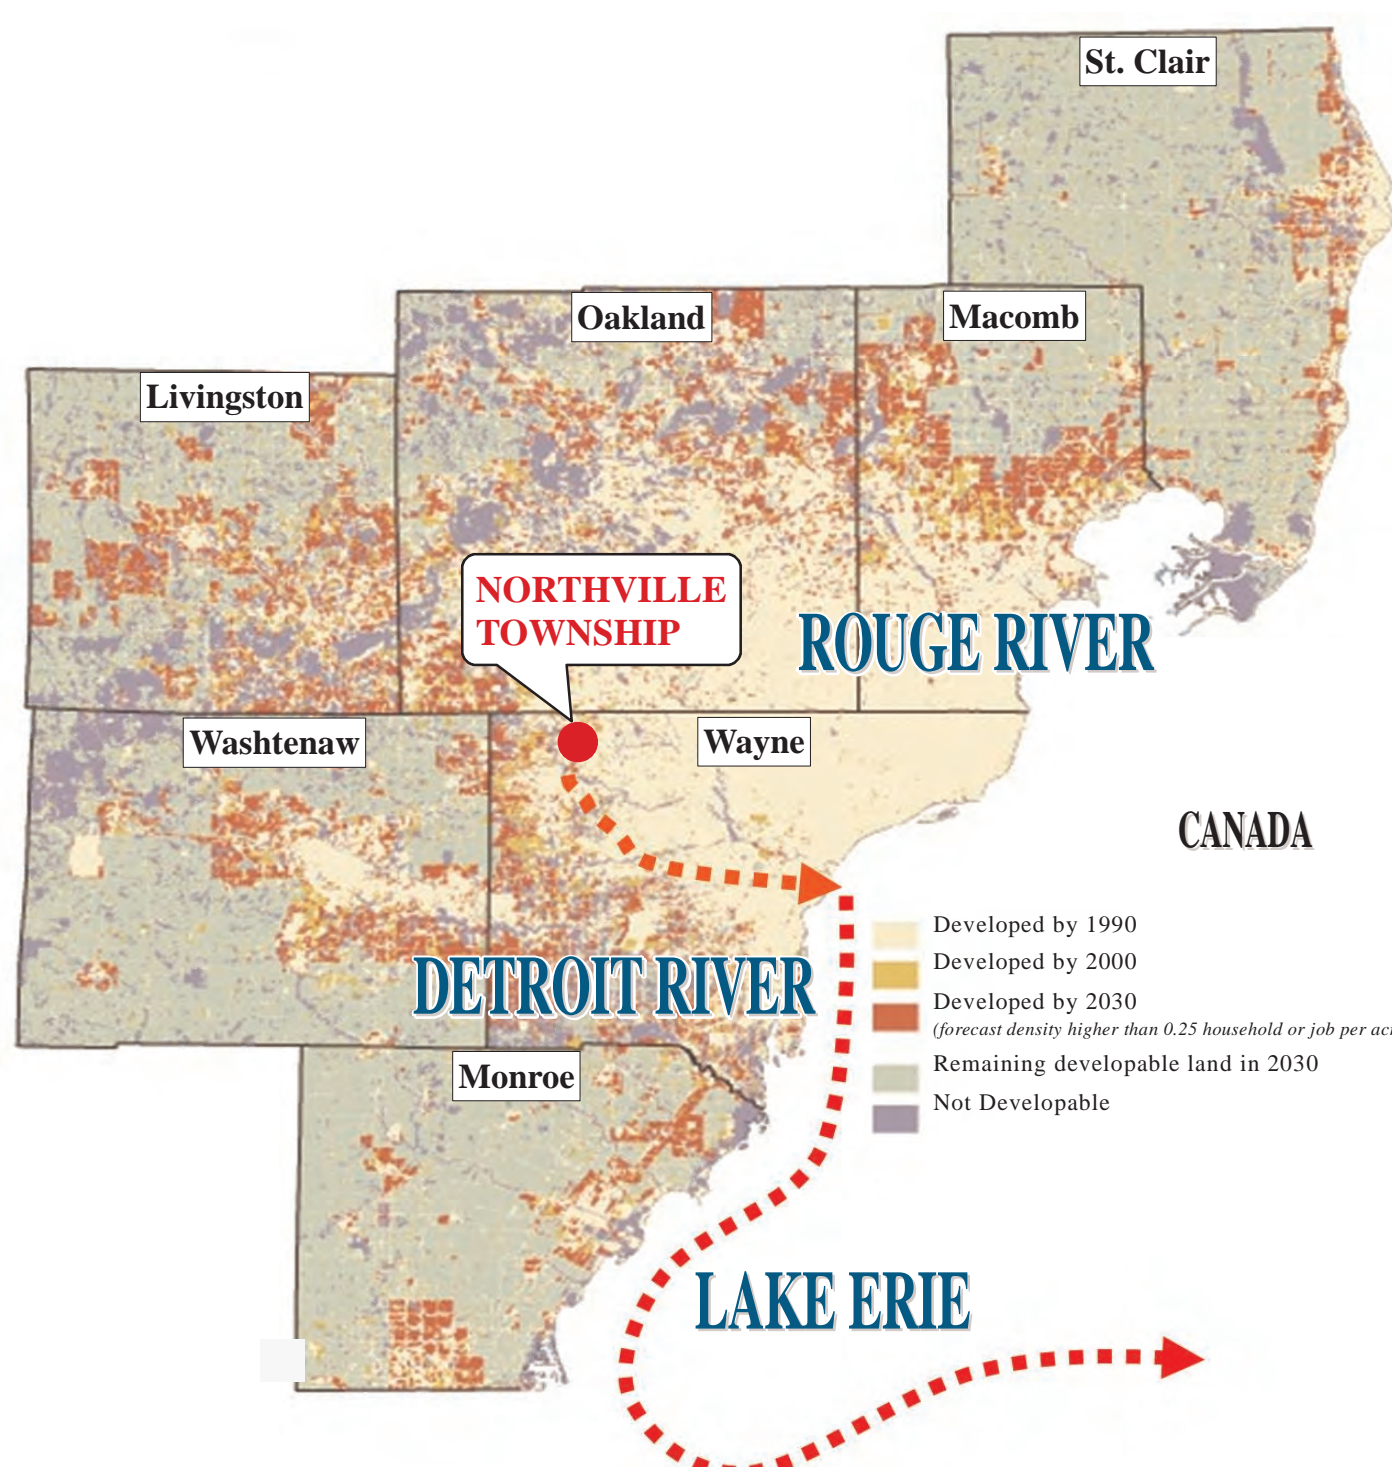 St. Clair
Oakland
Macomb
Livingston
NORTHVILLE
TOWNSHIP
ROUGE RIVER
Washtenaw
Wayne
CANADA
Developed by 1990
Developed by 2000
DETROIT RIVER
Developed by 2030
(forecast density higher than 0.25 household or job per acr
Remaining developable land in 2030
Monroe
Not Developable
LAKE ERIE